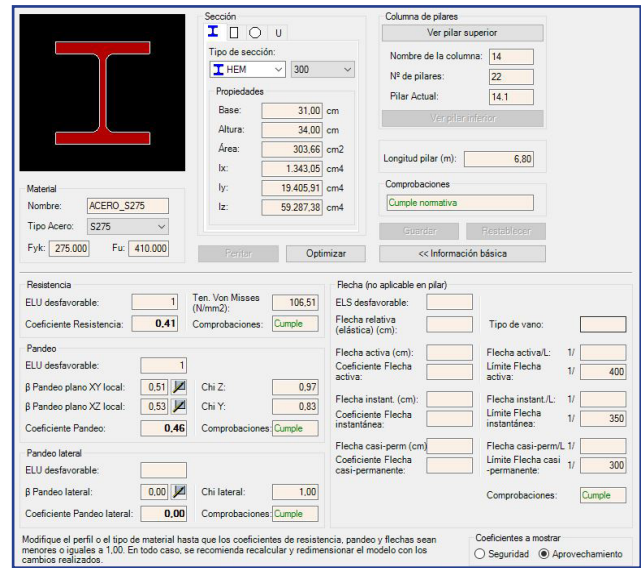 Sección
U
Tipo de sección:
HEM 300
Propiedades
Base: 31,00 cm
Altura: 34,00 cm
Área: 303,66 cm2
Ix: 1.343,05 cm4
Iy: 19.405,91 cm4
Iz: 59.287,38 cm4
Peritar Optimizar
Columna de pilares
Ver pilar superior
Nombre de la columna: 14
Nº de pilares: 22
Pilar Actual: 14.1
Ver pilar inferior
Longitud pilar (m): 6,80
Comprobaciones
Cumple normativa
Guardar Restablecer
<< Información básica
Material
Nombre: ACERO_S275
Tipo Acero: S275
Fyk: 275.000 Fu: 410.000
Resistencia
ELU desfavorable: 1 Ten. Von Misses (N/mm2): 106,51
Coeficiente Resistencia: 0,41 Comprobaciones: Cumple
Pandeo
ELU desfavorable: 1
β Pandeo plano XY local: 0,51 Chi Z: 0,97
β Pandeo plano XZ local: 0,53 Chi Y: 0,83
Coeficiente Pandeo: 0,46 Comprobaciones: Cumple
Pandeo lateral
ELU desfavorable:
β Pandeo lateral: 0,00 Chi lateral: 1,00
Coeficiente Pandeo lateral: 0,00 Comprobaciones: Cumple
Flecha (no aplicable en pilar)
ELS desfavorable:
Flecha relativa (elástica) (cm): Tipo de vano:
Flecha activa (cm): Flecha activa/L: 1/
Coeficiente Flecha activa: Límite Flecha activa: 1/ 400
Flecha instant. (cm): Flecha instant./L: 1/
Coeficiente Flecha instantánea: Límite Flecha instantánea: 1/ 350
Flecha casi-perm (cm) Flecha casi-perm/L 1/
Coeficiente Flecha casi-permanente: Límite Flecha casi -permanente: 1/ 300
Comprobaciones: Cumple
Modifique el perfil o el tipo de material hasta que los coeficientes de resistencia, pandeo y flechas sean
menores o iguales a 1,00. En todo caso, se recomienda recalcular y redimensionar el modelo con los
cambios realizados.
Coeficientes a mostrar
Seguridad Aprovechamiento